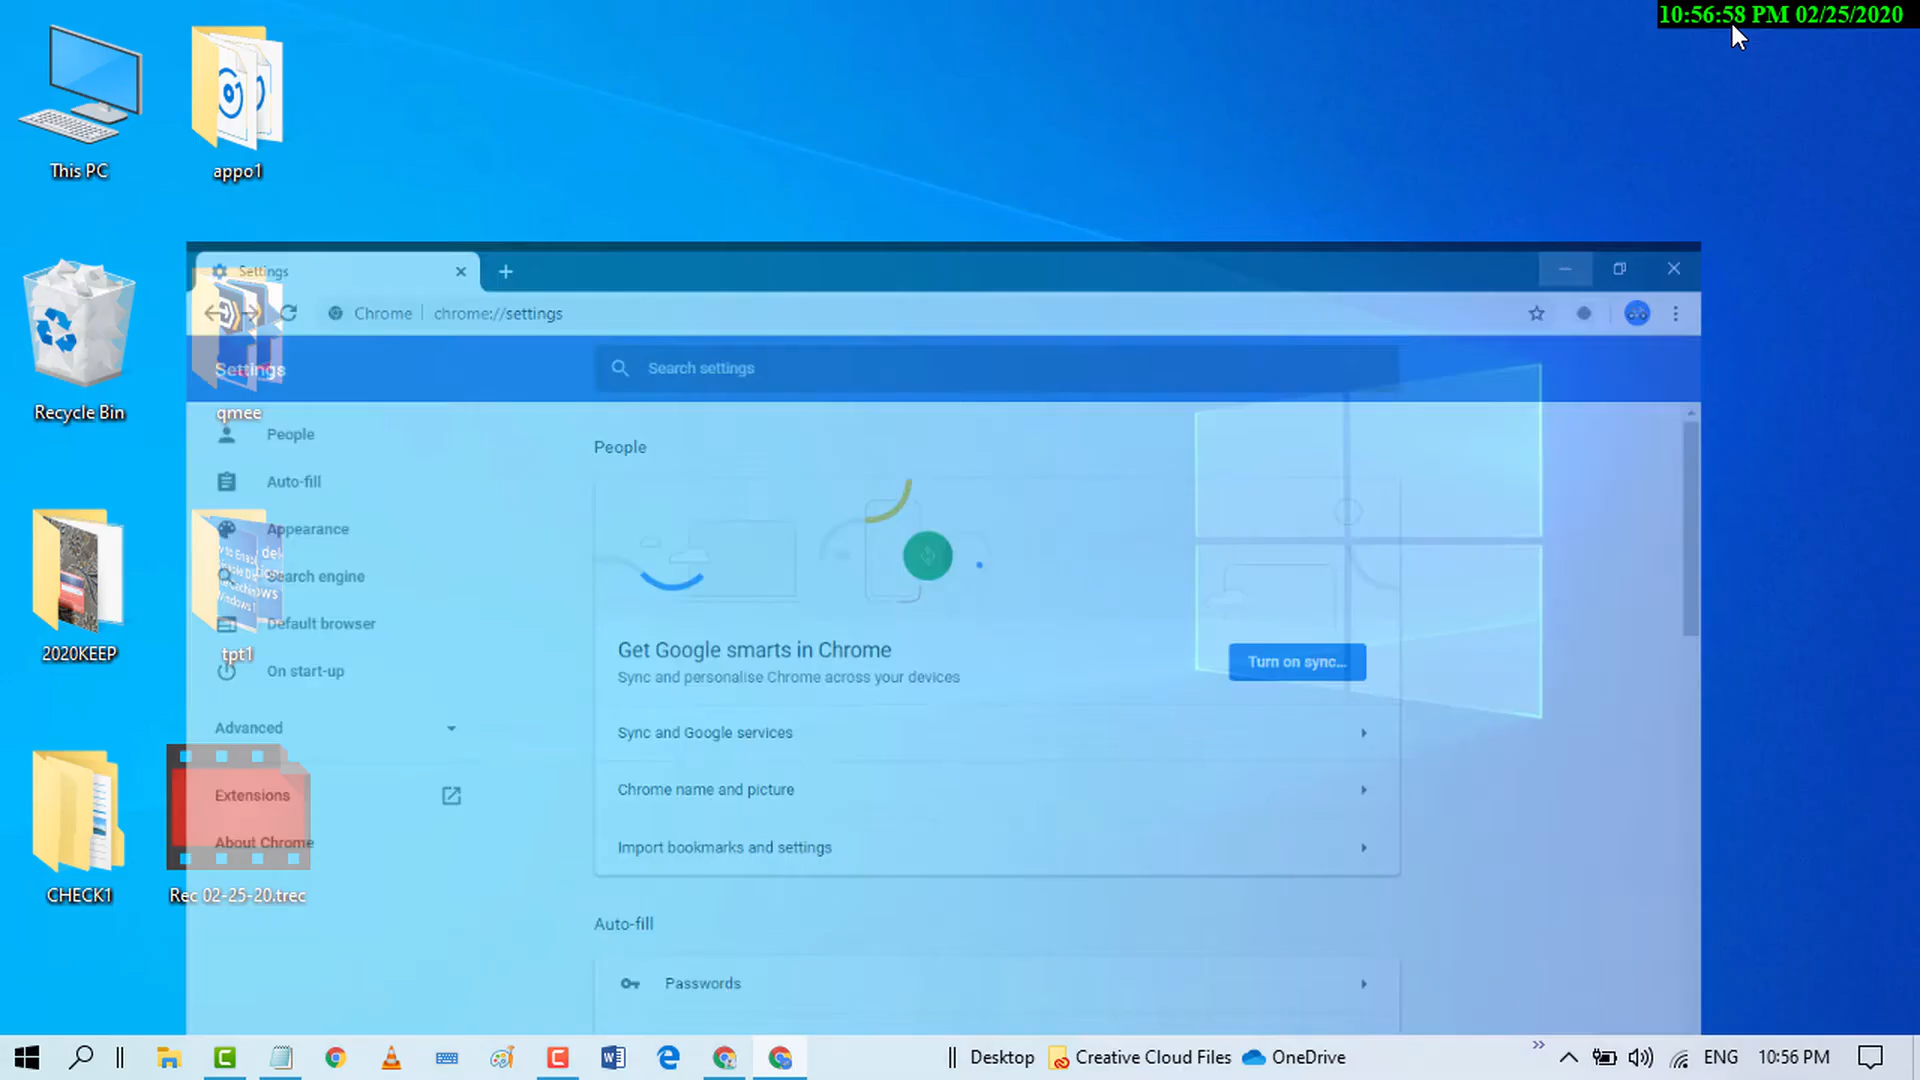 10:56:58 PM 02/25/2020
This PC
appo1
Settings
Chrome
chrome://settings
Settings
Search settings
Recycle Bin
qmee
People
People
Auto-fill
Appearance
Search engine
Default browser
Get Google smarts in Chrome
Turn on sync...
2020KEEP
tpt1
On start-up
Sync and personalise Chrome across your devices
Advanced
Sync and Google services
Extensions
Chrome name and picture
About Chrome
Import bookmarks and settings
CHECK1
Rec 02-25-20.trec
Auto-fill
Passwords
Desktop
Creative Cloud Files
OneDrive
ENG
10:56 PM